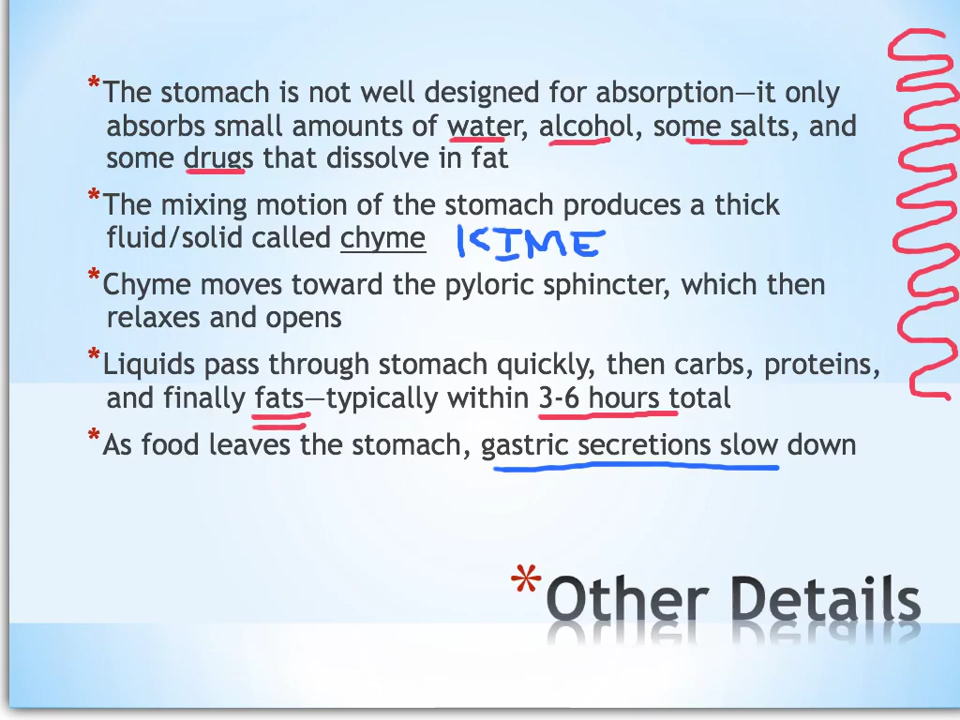 *The stomach is not well designed for absorption—it only
absorbs small amounts of water, alcohol, some salts, and
some drugs that dissolve in fat
*The mixing motion of the stomach produces a thick
fluid/solid called chyme KIME
*Chyme moves toward the pyloric sphincter, which then
relaxes and opens
*Liquids pass through stomach quickly, then carbs, proteins,
and finally fats—typically within 3-6 hours total
*As food leaves the stomach, gastric secretions slow down
*Other Details